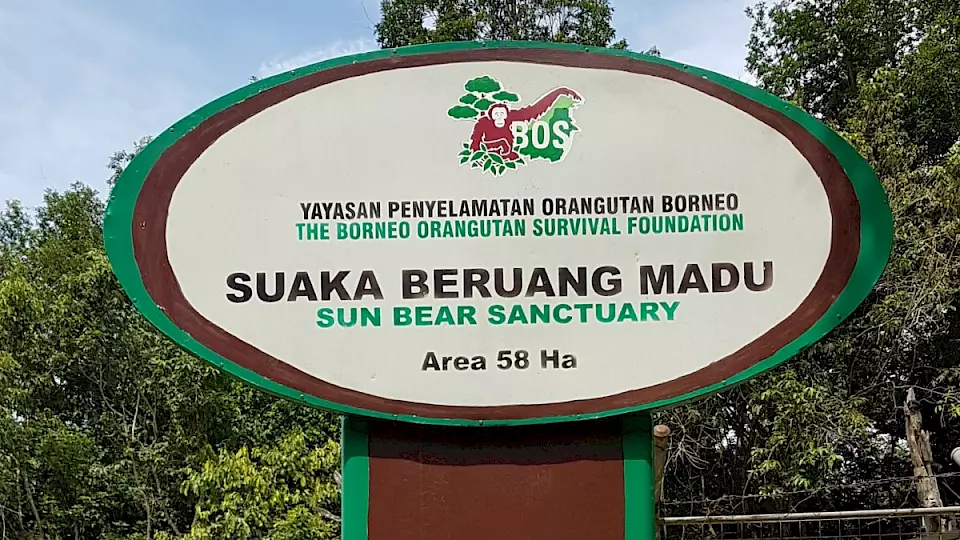 BOS
YAYASAN PENYELAMATAN ORANGUTAN BORNEO
THE BORNEO ORANGUTAN SURVIVAL FOUNDATION
SUAKA BERUANG MADU
SUN BEAR SANCTUARY
Area 58 Ha